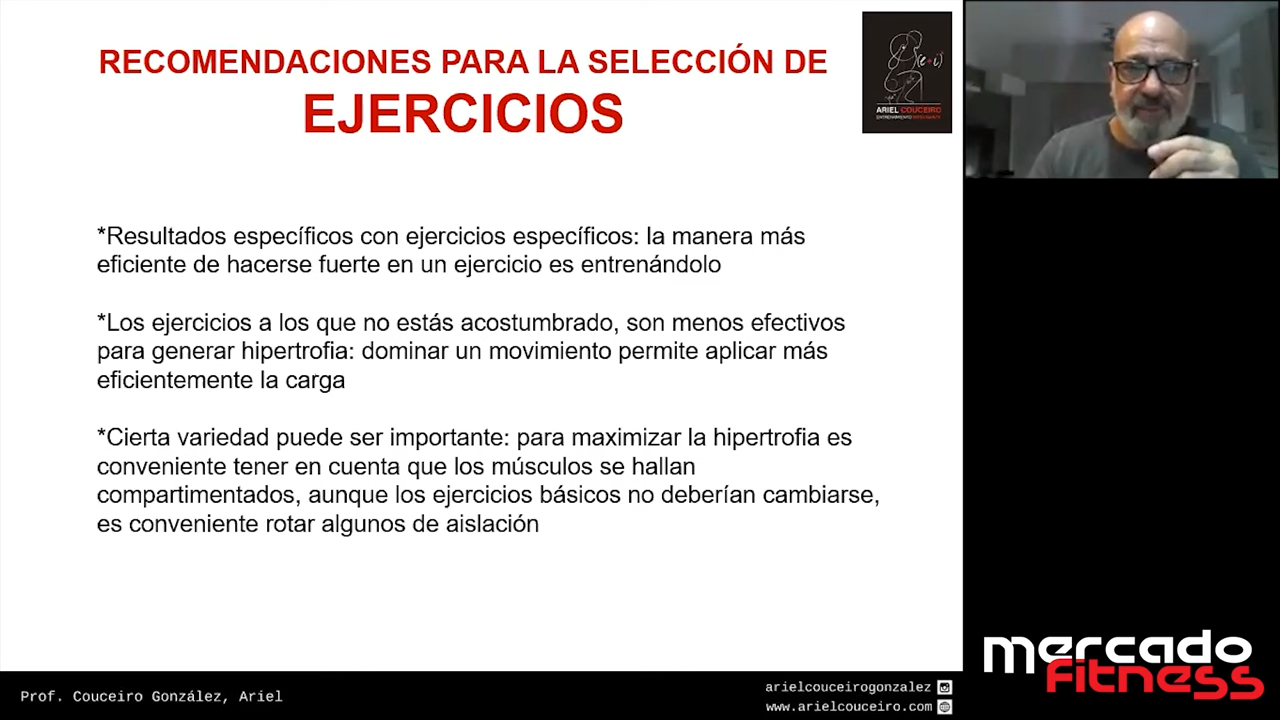 RECOMENDACIONES PARA LA SELECCIÓN DE
EJERCICIOS
(e+i)
ARIEL COUCEIRO
ENTRENAMIENTO INTELIGENTE
*Resultados específicos con ejercicios específicos: la manera más
eficiente de hacerse fuerte en un ejercicio es entrenándolo
*Los ejercicios a los que no estás acostumbrado, son menos efectivos
para generar hipertrofia: dominar un movimiento permite aplicar más
eficientemente la carga
*Cierta variedad puede ser importante: para maximizar la hipertrofia es
conveniente tener en cuenta que los músculos se hallan
compartimentados, aunque los ejercicios básicos no deberían cambiarse,
es conveniente rotar algunos de aislación
Prof. Couceiro González, Ariel
arielcouceirogonzalez
www.arielcouceiro.com
mercado
fitness